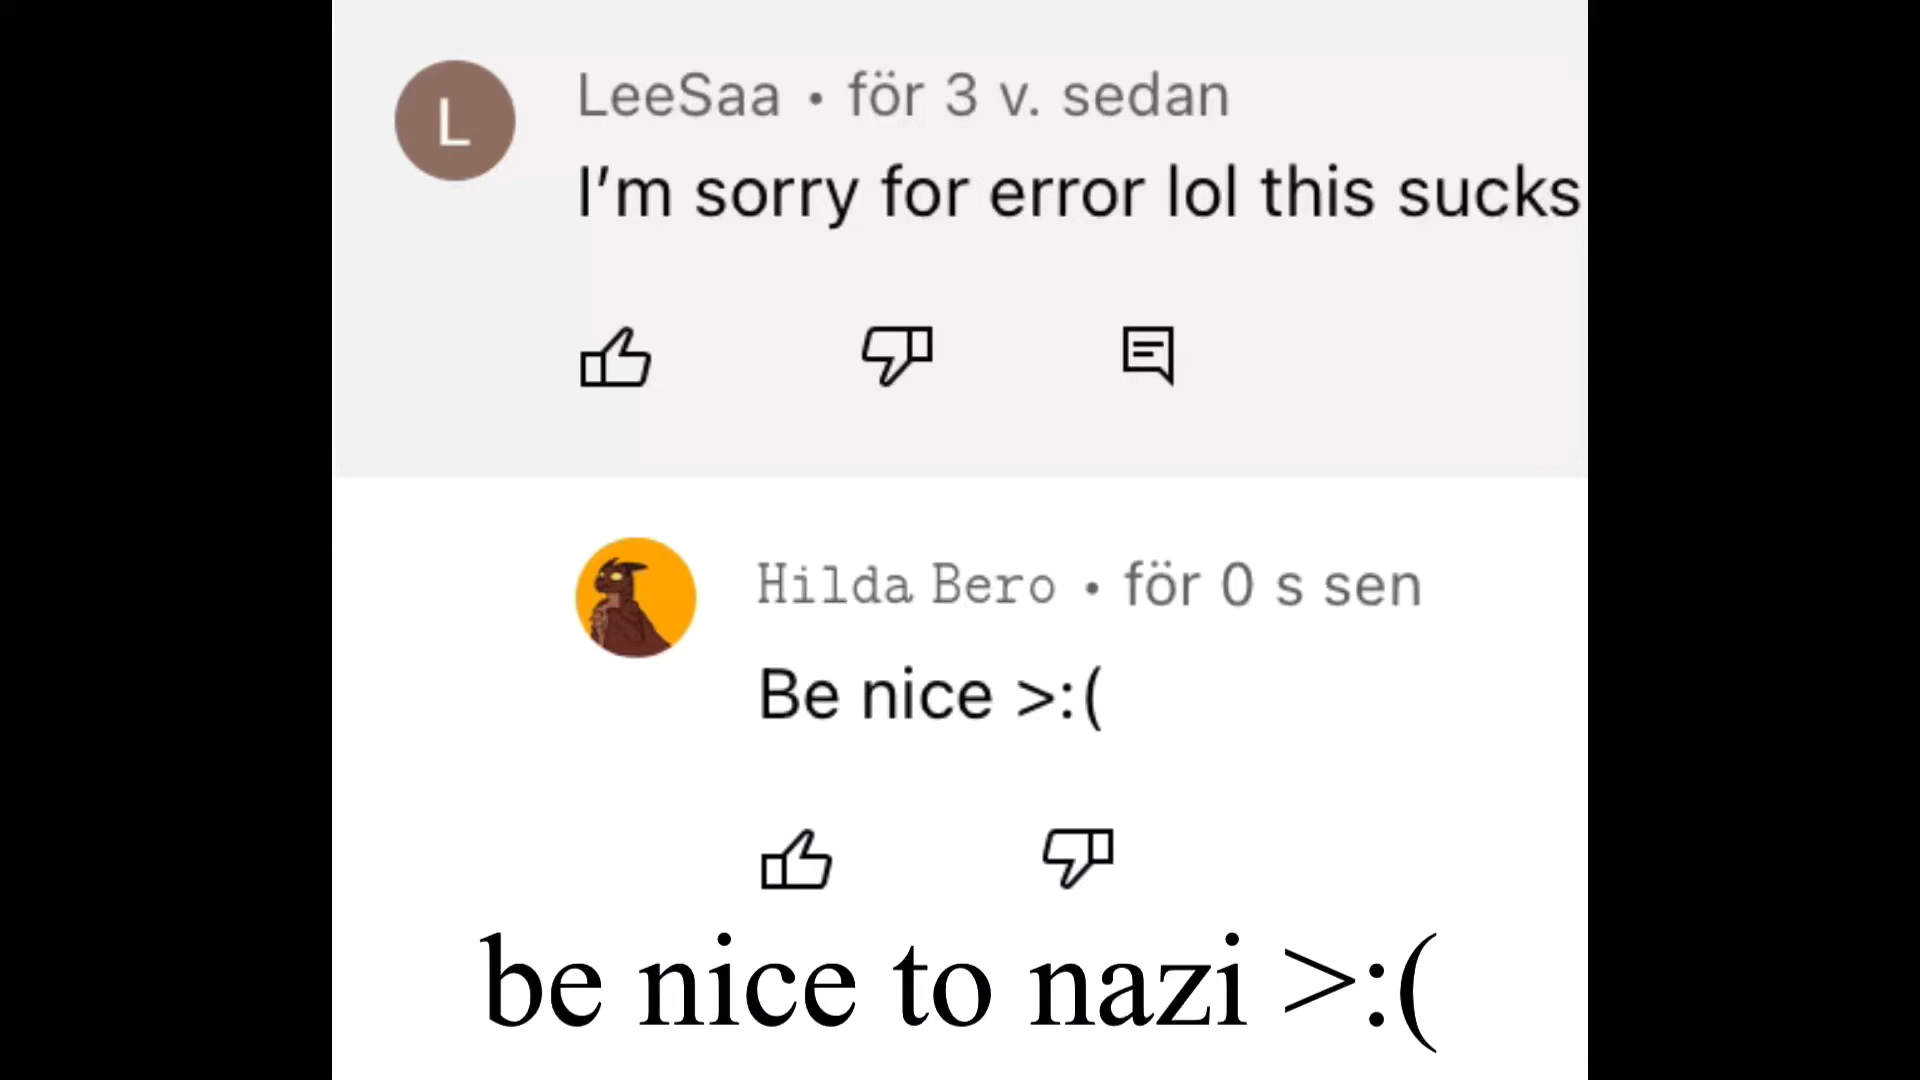 L
LeeSaa • för 3 v. sedan
I’m sorry for error lol this sucks
Hilda Bero • för 0 s sen
Be nice >:(
be nice to nazi >:(